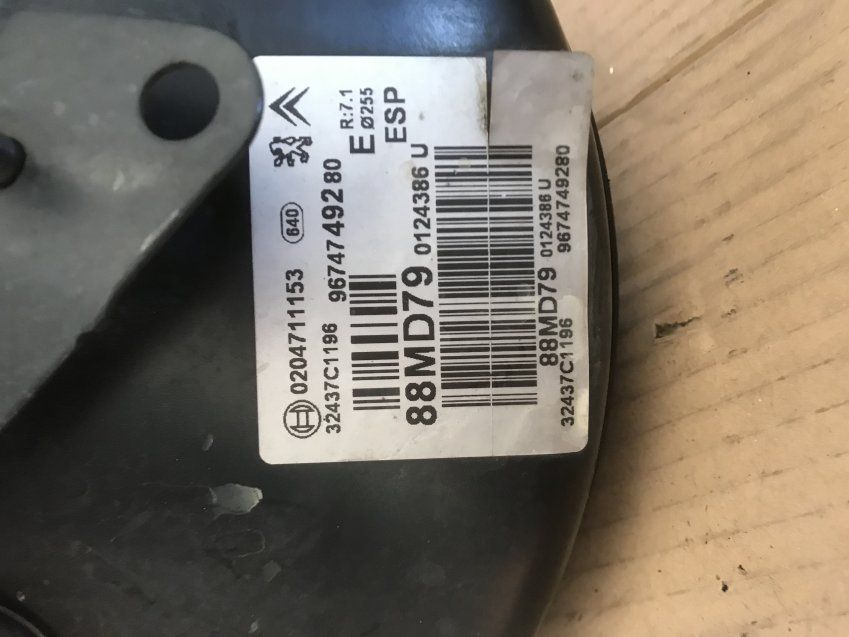 0204711153 640
32437C1196 9674749280
E R:7.1
Ø255
ESP
88MD79 0124386 U
88MD79 0124386 U
32437C1196 9674749280